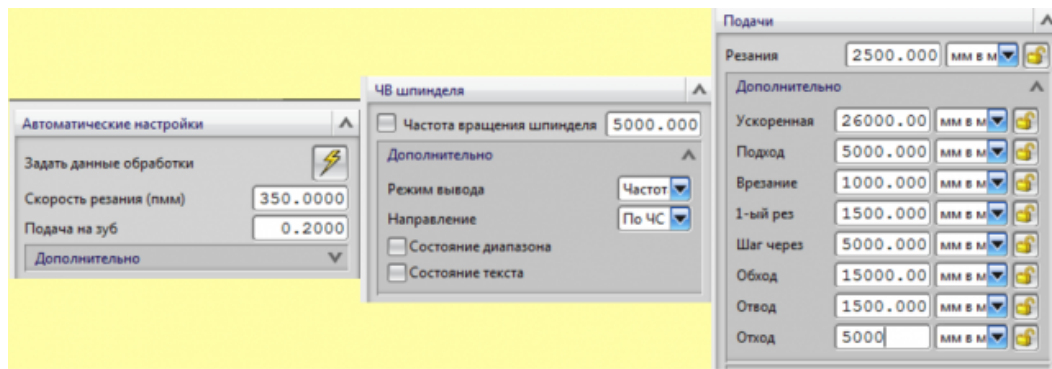 Автоматические настройки
Задать данные обработки
Скорость резания (пмм) 350.0000
Подача на зуб 0.2000
Дополнительно
ЧВ шпинделя
Частота вращения шпинделя 5000.000
Дополнительно
Режим вывода Частот
Направление По ЧС
Состояние диапазона
Состояние текста
Подачи
Резания 2500.000 мм в м
Дополнительно
Ускоренная 26000.00 мм в м
Подход 5000.000 мм в м
Врезание 1000.000 мм в м
1-ый рез 1500.000 мм в м
Шаг через 5000.000 мм в м
Обход 15000.00 мм в м
Отвод 1500.000 мм в м
Отход 5000 мм в м